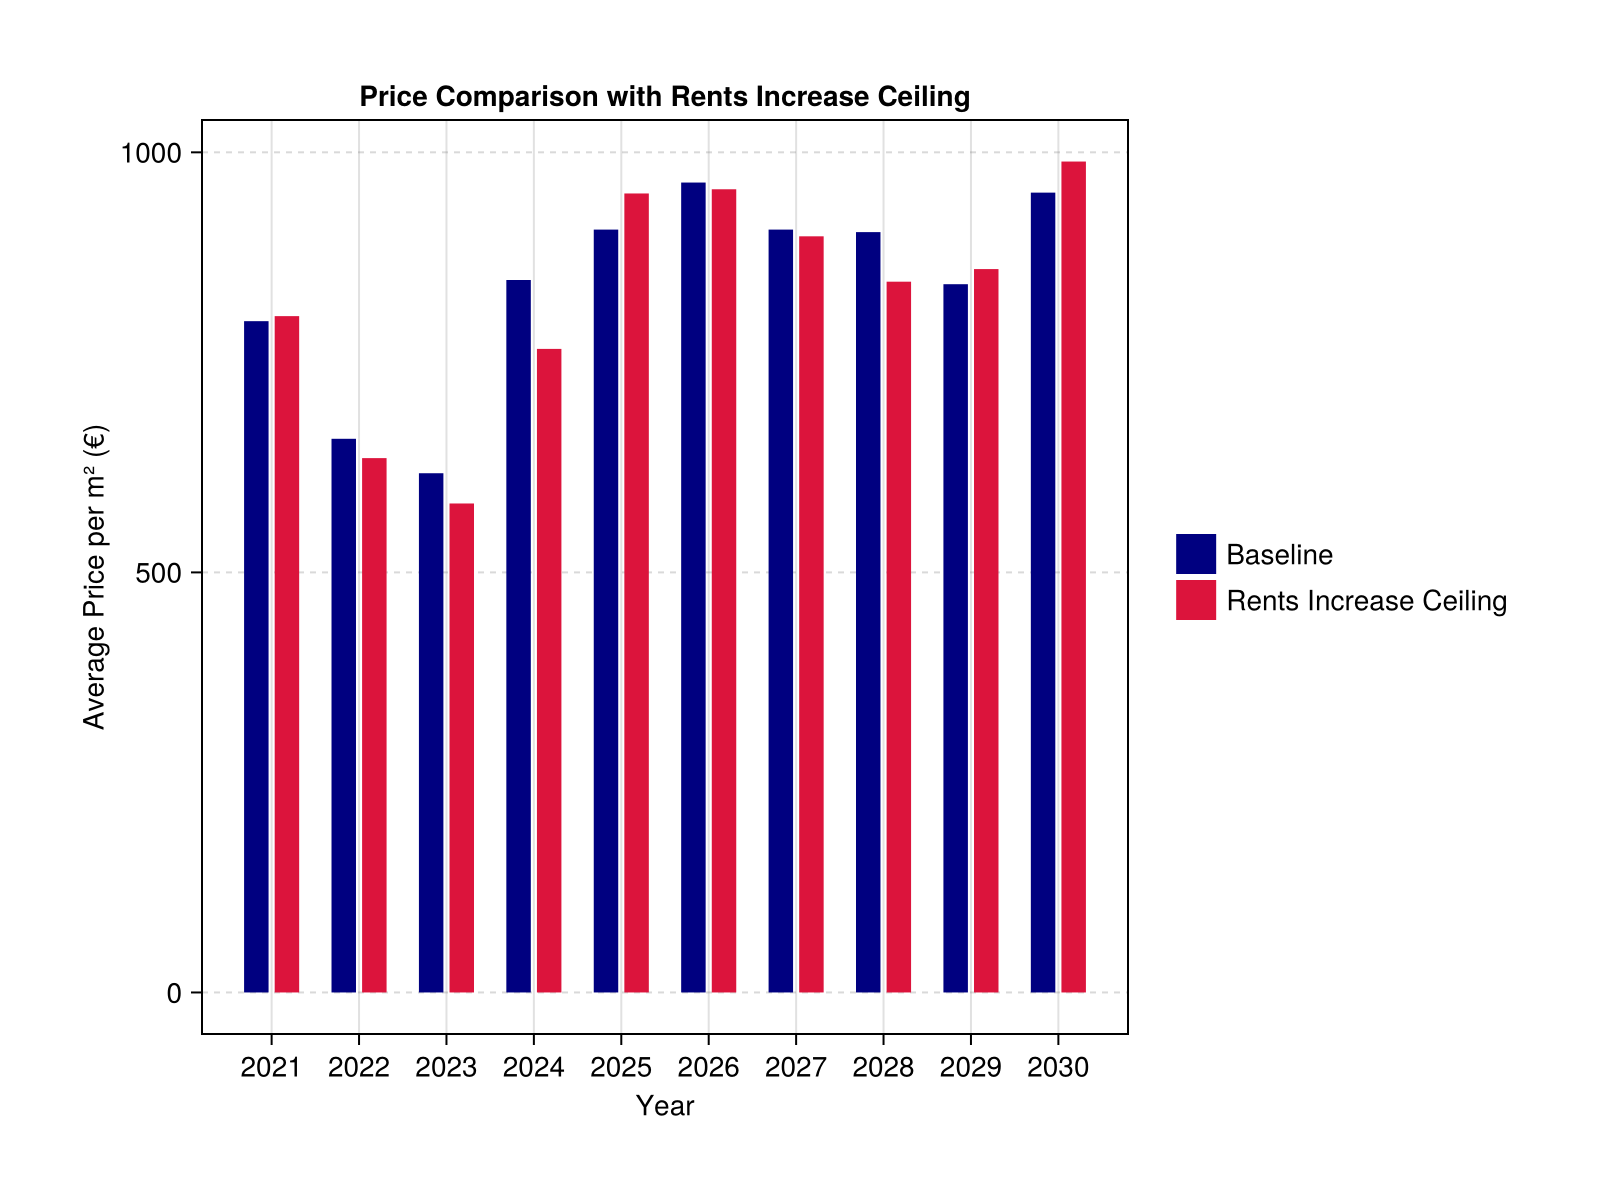 Price Comparison with Rents Increase Ceiling
1000
500
0
Average Price per m² (€)
2021 2022 2023 2024 2025 2026 2027 2028 2029 2030
Year
Baseline
Rents Increase Ceiling